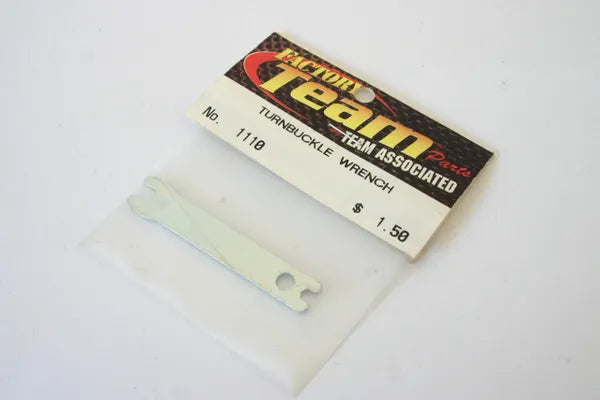 FACTORY
Team
Parts
TEAM ASSOCIATED
TURNBUCKLE WRENCH
No. 1110
$ 1.50